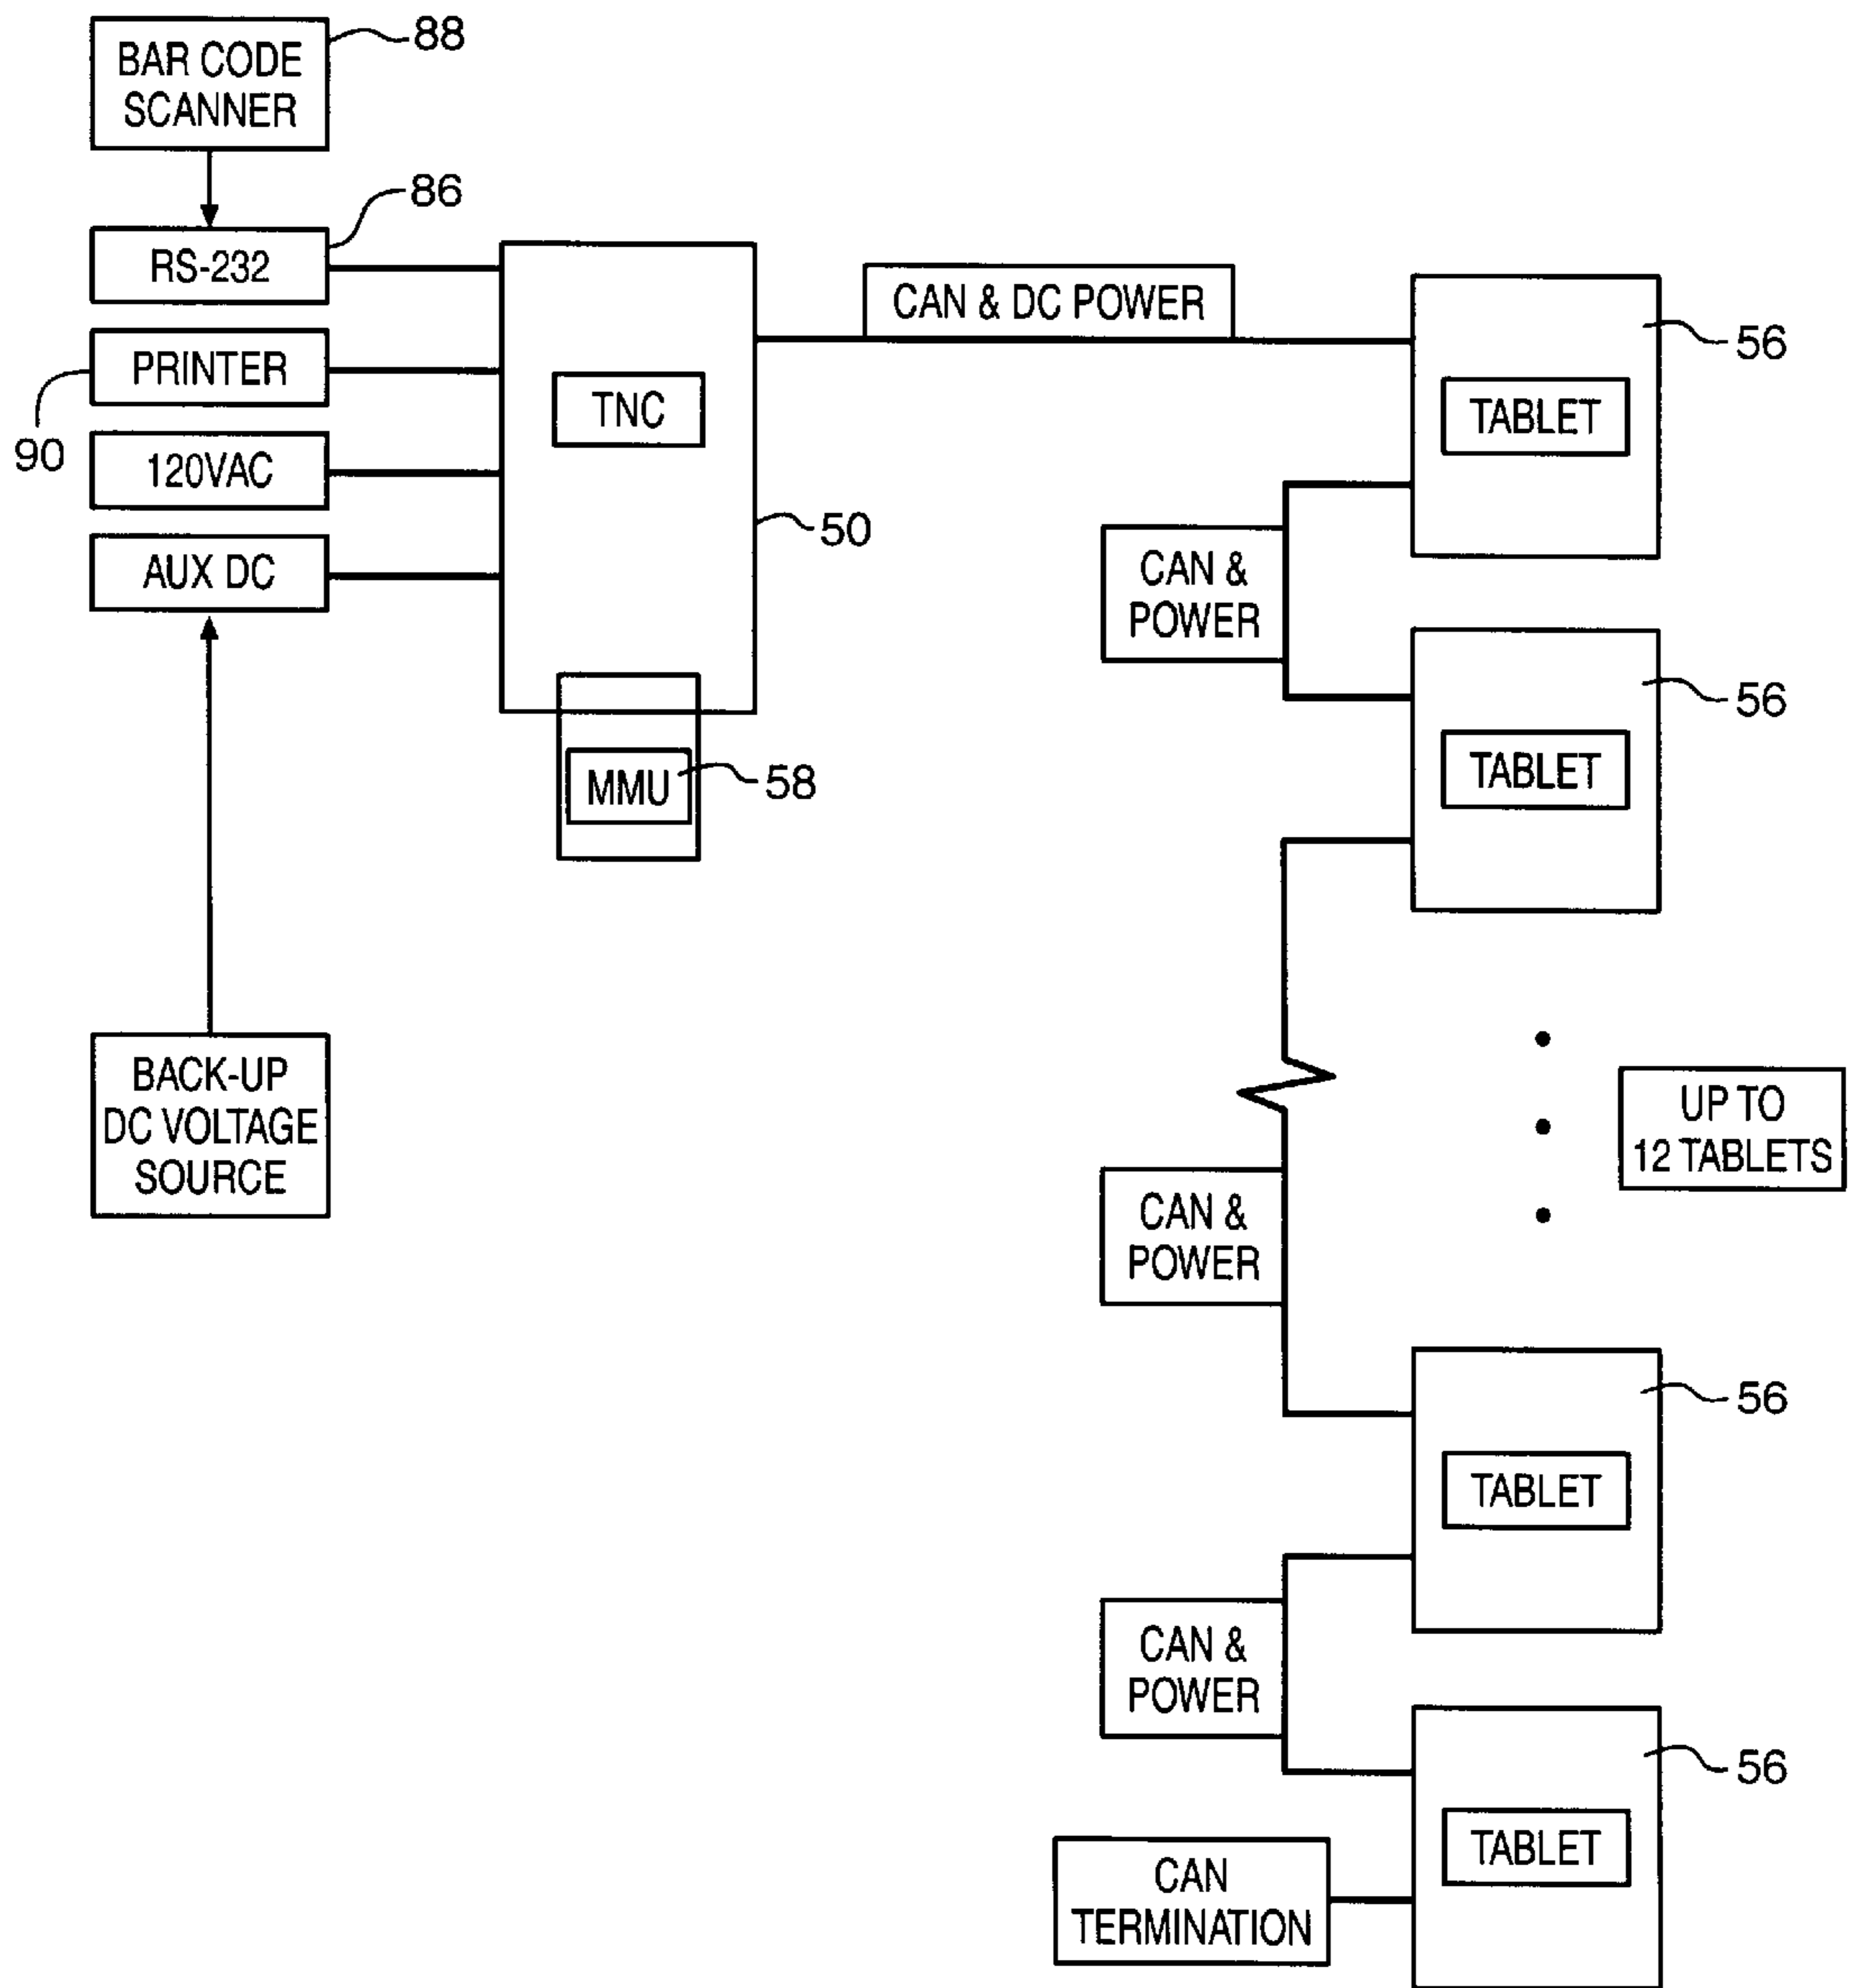 BAR CODE
SCANNER
88
RS-232
86
PRINTER
90
120VAC
AUX DC
BACK-UP
DC VOLTAGE
SOURCE
TNC
50
MMU
58
CAN & DC POWER
TABLET
56
CAN &
POWER
TABLET
56
UP TO
12 TABLETS
CAN &
POWER
TABLET
56
CAN &
POWER
TABLET
56
CAN
TERMINATION